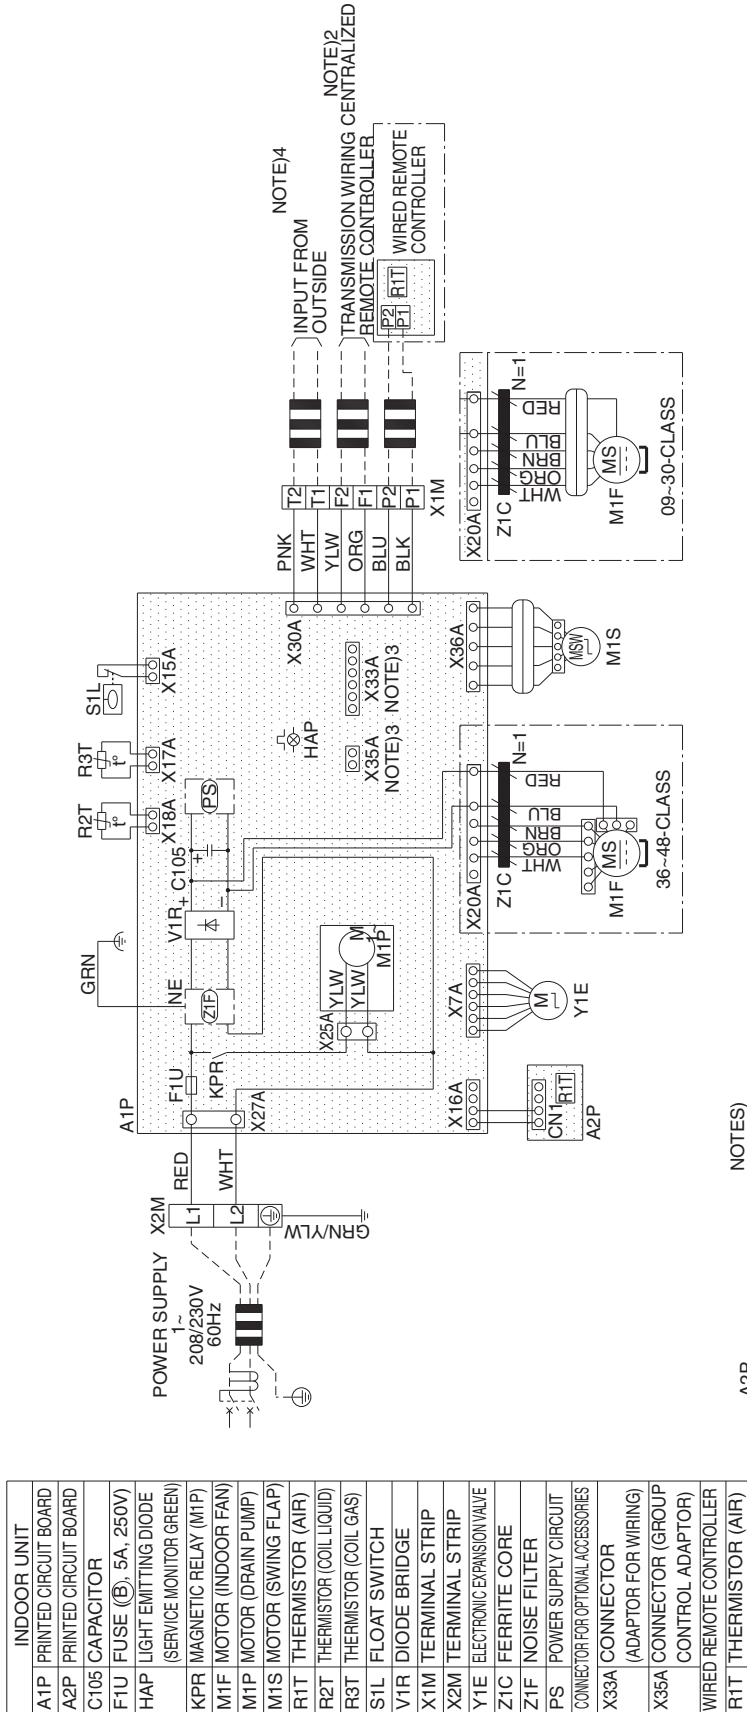 INDOOR UNIT
A1P PRINTED CIRCUIT BOARD
A2P PRINTED CIRCUIT BOARD
C105 CAPACITOR
F1U FUSE Ⓑ, 5A, 250V)
HAP LIGHT EMITTING DIODE
(SERVICE MONITOR GREEN)
KPR MAGNETIC RELAY (M1P)
M1F MOTOR (INDOOR FAN)
M1P MOTOR (DRAIN PUMP)
M1S MOTOR (SWING FLAP)
R1T THERMISTOR (AIR)
R2T THERMISTOR (COIL LIQUID)
R3T THERMISTOR (COIL GAS)
S1L FLOAT SWITCH
V1R DIODE BRIDGE
X1M TERMINAL STRIP
X2M TERMINAL STRIP
Y1E ELECTRONIC EXPANSION VALVE
Z1C FERRITE CORE
Z1F NOISE FILTER
PS POWER SUPPLY CIRCUIT
CONNECTOR FOR OPTIONAL ACCESSORIES
X33A CONNECTOR
(ADAPTOR FOR WIRING)
X35A CONNECTOR (GROUP
CONTROL ADAPTOR)
WIRED REMOTE CONTROLLER
R1T THERMISTOR (AIR)
POWER SUPPLY
1~
208/230V
60Hz
X2M
L1
L2
GRN/YLW
RED
WHT
A1P
X27A
F1U
KPR
GRN
NE
Z1F
V1R
+
-
C105
+
PS
X25A
YLW
YLW
M
1~
M1P
R2T
t°
X18A
R3T
t°
X17A
S1L
X15A
HAP
X35A
NOTE)3
X33A
NOTE)3
X30A
PNK
WHT
YLW
ORG
BLU
BLK
T2
T1
F2
F1
P2
P1
X1M
INPUT FROM
OUTSIDE
NOTE)4
NOTE)2
TRANSMISSION WIRING CENTRALIZED
REMOTE CONTROLLER
P2
P1
R1T
WIRED REMOTE
CONTROLLER
X16A
CN1
R1T
A2P
X7A
M
Y1E
X20A
Z1C
N=1
WHT
ORG
BRN
BLU
RED
MS
M1F
36~48-CLASS
X36A
MSW
M1S
X20A
Z1C
N=1
WHT
ORG
BRN
BLU
RED
MS
M1F
09~30-CLASS
NOTES)